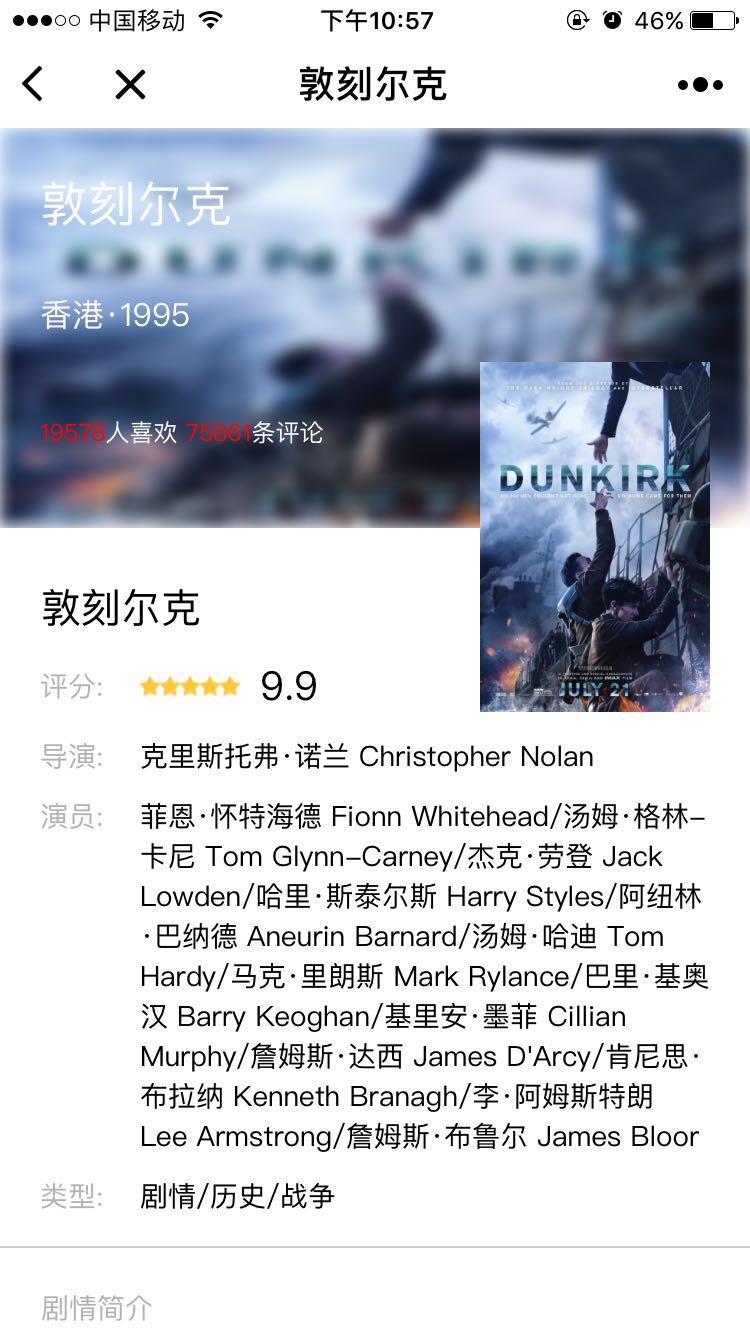 中国移动
下午10:57
46%
敦刻尔克
敦刻尔克
香港·1995
19578人喜欢 75861条评论
DUNKIRK
JULY 21
敦刻尔克
评分: 9.9
导演: 克里斯托弗·诺兰 Christopher Nolan
演员: 菲恩·怀特海德 Fionn Whitehead/汤姆·格林-
卡尼 Tom Glynn-Carney/杰克·劳登 Jack
Lowden/哈里·斯泰尔斯 Harry Styles/阿纽林
·巴纳德 Aneurin Barnard/汤姆·哈迪 Tom
Hardy/马克·里朗斯 Mark Rylance/巴里·基奥
汉 Barry Keoghan/基里安·墨菲 Cillian
Murphy/詹姆斯·达西 James D'Arcy/肯尼思·
布拉纳 Kenneth Branagh/李·阿姆斯特朗
Lee Armstrong/詹姆斯·布鲁尔 James Bloor
类型: 剧情/历史/战争
剧情简介